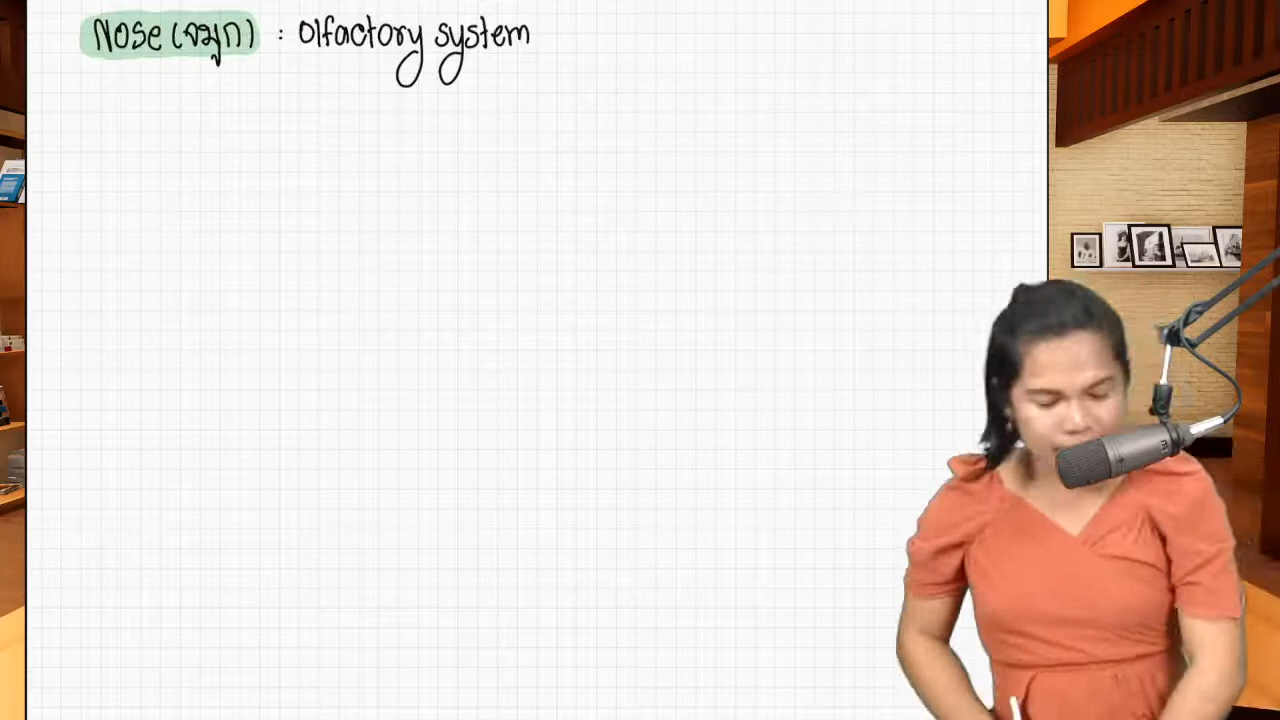 Nose (จมูก) : Olfactory system